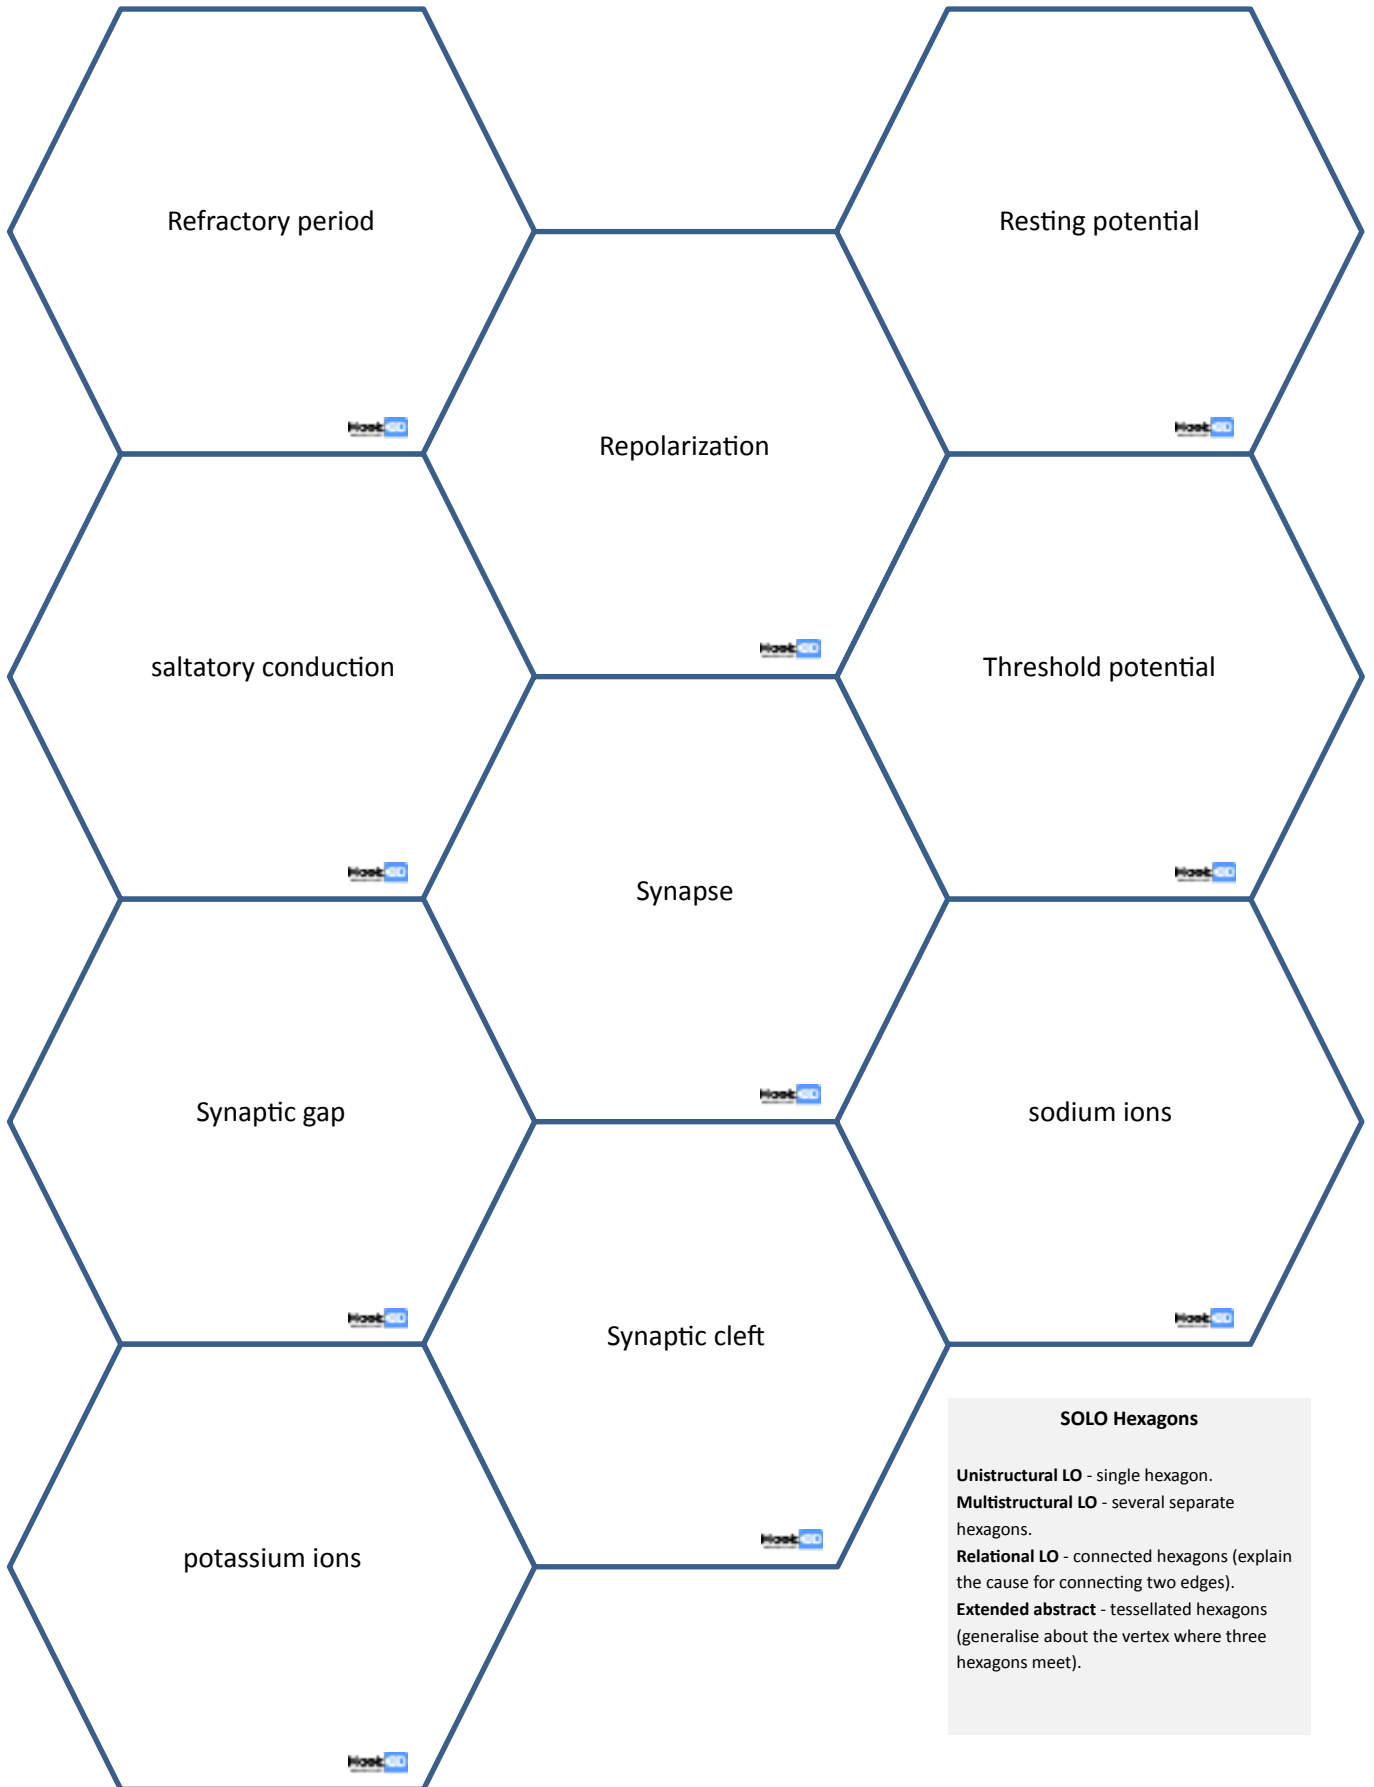 Refractory period
Resting potential
Repolarization
saltatory conduction
Threshold potential
Synapse
Synaptic gap
sodium ions
Synaptic cleft
potassium ions
SOLO Hexagons
Unistructural LO - single hexagon.
Multistructural LO - several separate
hexagons.
Relational LO - connected hexagons (explain
the cause for connecting two edges).
Extended abstract - tessellated hexagons
(generalise about the vertex where three
hexagons meet).